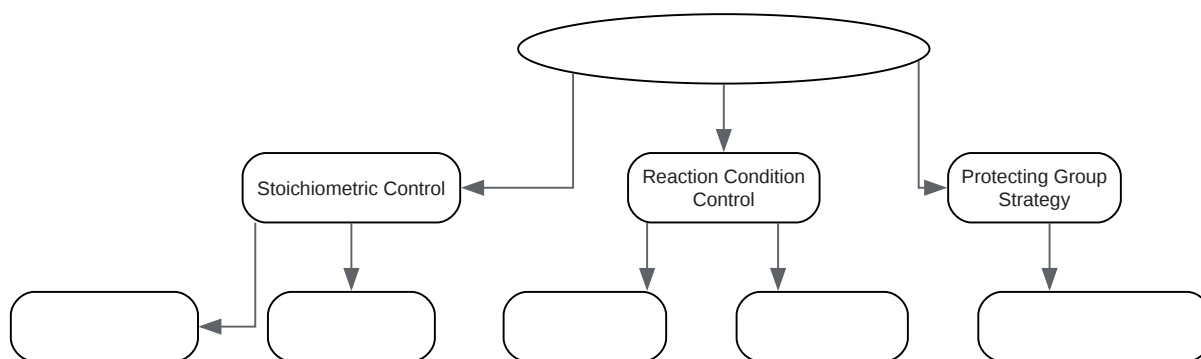 Stoichiometric Control
Reaction Condition
Control
Protecting Group
Strategy